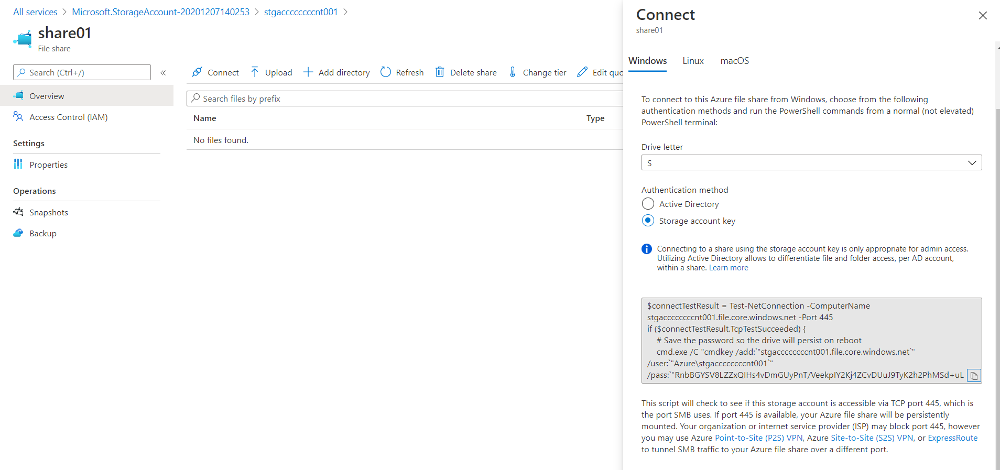 All services > Microsoft.StorageAccount-20201207140253 > stgaccccccccnt001 >
share01
File share
Search (Ctrl+/)
«
Overview
Access Control (IAM)
Settings
Properties
Operations
Snapshots
Backup
Connect
Upload
Add directory
Refresh
Delete share
Change tier
Edit quo
Search files by prefix
Name
Type
No files found.
Connect
share01
Windows
Linux
macOS
To connect to this Azure file share from Windows, choose from the following
authentication methods and run the PowerShell commands from a normal (not elevated)
PowerShell terminal:
Drive letter
S
Authentication method
Active Directory
Storage account key
Connecting to a share using the storage account key is only appropriate for admin access.
Utilizing Active Directory allows to differentiate file and folder access, per AD account,
within a share. Learn more
$connectTestResult = Test-NetConnection -ComputerName
stgaccccccccnt001.file.core.windows.net -Port 445
if ($connectTestResult.TcpTestSucceeded) {
# Save the password so the drive will persist on reboot
cmd.exe /C "cmdkey /add:`"stgaccccccccnt001.file.core.windows.net`"
/user:`"Azure\stgaccccccccnt001`"
/pass:`"RnbBGYSV8LZZxQIHs4vDmGUyPnT/VeekpIY2Kj4ZCvDUuJ9TyK2h2PhMSd+uL
This script will check to see if this storage account is accessible via TCP port 445, which is
the port SMB uses. If port 445 is available, your Azure file share will be persistently
mounted. Your organization or internet service provider (ISP) may block port 445, however
you may use Azure Point-to-Site (P2S) VPN, Azure Site-to-Site (S2S) VPN, or ExpressRoute
to tunnel SMB traffic to your Azure file share over a different port.